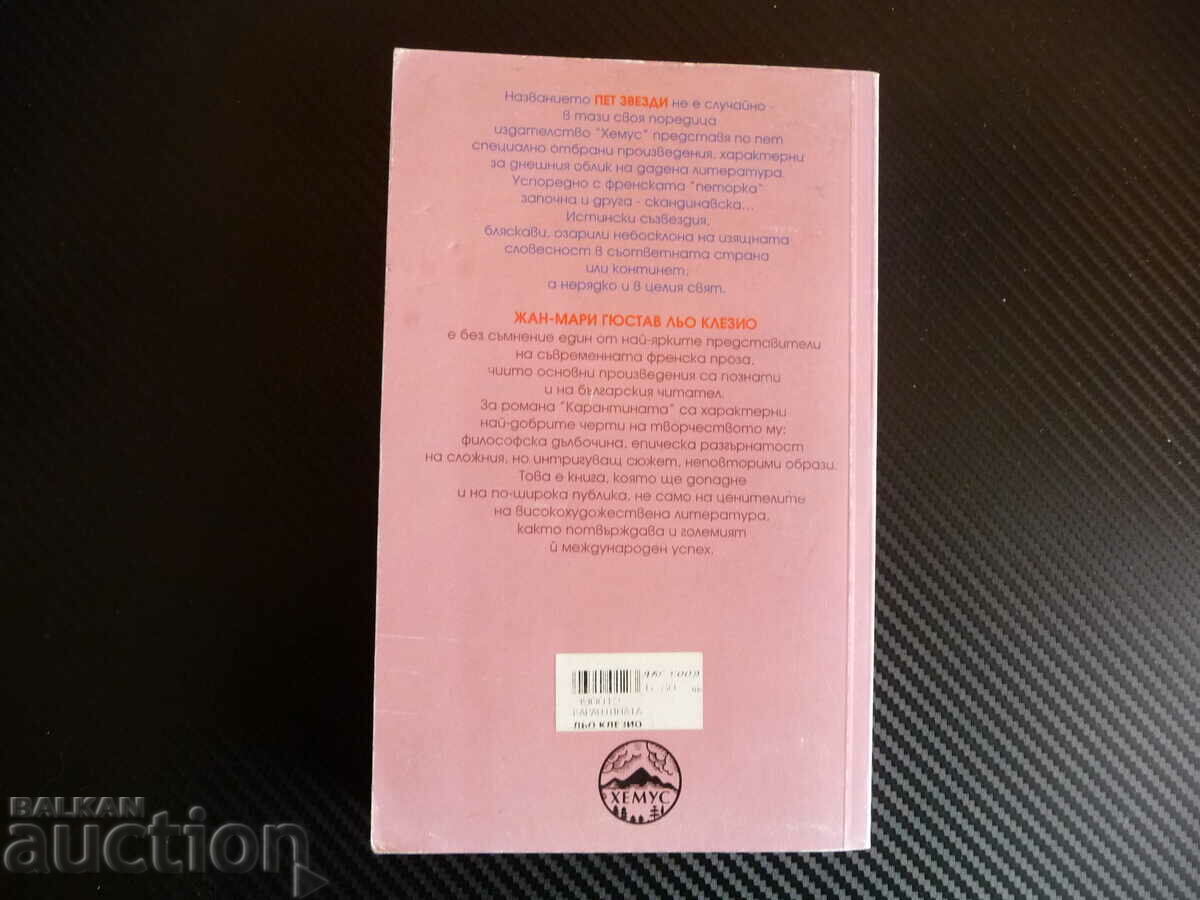 Названието ПЕТ ЗВЕЗДИ не е случайно -
в тази своя поредица
издателство "Хемус" представя по пет
специално отбрани произведения, характерни
за днешния облик на дадена литература.
Успоредно с френската "петорка"
започна и друга - скандинавска...
Истински съзвездия,
бляскави, озарили небосклона на изящната
словесност в съответната страна
или континет,
а нерядко и в целия свят.
ЖАН-МАРИ ГЮСТАВ ЛЬО КЛЕЗИО
е без съмнение един от най-ярките представители
на съвременната френска проза,
чиито основни произведения са познати
и на българския читател.
За романа "Карантината" са характерни
най-добрите черти на творчеството му:
философска дълбочина, епическа разгърнатост
на сложния, но интригуващ сюжет, неповторими образи.
Това е книга, която ще допадне
и на по-широка публика, не само на ценителите
на високохудожествена литература,
както потвърждава и големият
й международен успех.
КАРАНТИНАТА
ЛЬО КЛЕЗИО
ХЕМУС
BALKAN
auction